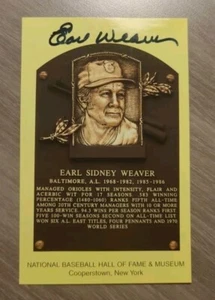 Earl Weaver
EARL SIDNEY WEAVER
BALTIMORE, A.L. 1968-1982, 1985-1986
MANAGED ORIOLES WITH INTENSITY, FLAIR AND
ACERBIC WIT FOR 17 SEASONS. .583 WINNING
PERCENTAGE (1480-1060) RANKS FIFTH ALL-TIME
AMONG 20TH CENTURY MANAGERS WITH 10 OR MORE
YEARS SERVICE. 94.3 WINS PER SEASON RANKS FIRST.
FIVE 100-WIN SEASONS SECOND ON ALL-TIME LIST
WON SIX A.L. EAST TITLES, FOUR PENNANTS AND 1970
WORLD SERIES
NATIONAL BASEBALL HALL OF FAME & MUSEUM
Cooperstown, New York